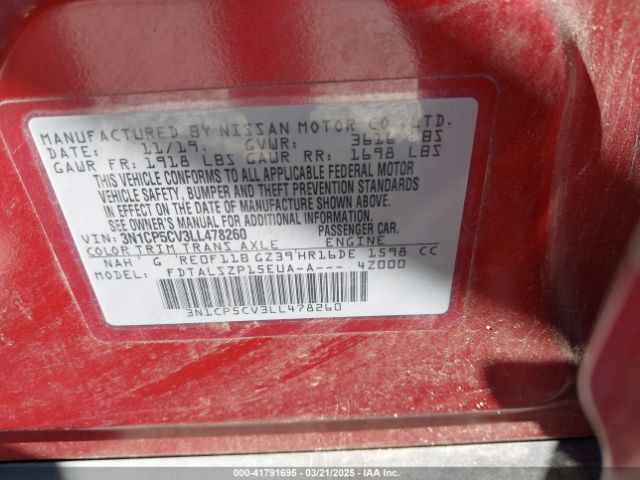 MANUFACTURED BY NISSAN MOTOR CO., LTD.
DATE: 11/19. GVWR: 3616 LBS
GAWR FR: 1918 LBS GAWR RR: 1698 LBS
THIS VEHICLE CONFORMS TO ALL APPLICABLE FEDERAL MOTOR
VEHICLE SAFETY, BUMPER AND THEFT PREVENTION STANDARDS
IN EFFECT ON THE DATE OF MANUFACTURE SHOWN ABOVE.
SEE OWNER'S MANUAL FOR ADDITIONAL INFORMATION.
VIN: 3N1CP5CV3LL478260 PASSENGER CAR.
COLOR TRIM TRANS AXLE ENGINE
NAH G RE0F11B GZ39 HR16DE 1598 CC
MODEL: FDTALSZP15EUA-A--- 4Z000
3N1CP5CV3LL478260
000-41791695 - 03/21/2025 - IAA Inc.